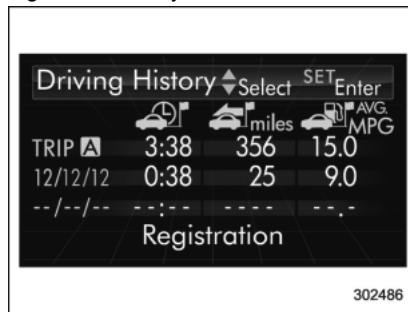 Driving History Select SET Enter
miles AVG. MPG
TRIP A 3:38 356 15.0
12/12/12 0:38 25 9.0
--/--/-- --:-- ---- --.-
Registration
302486